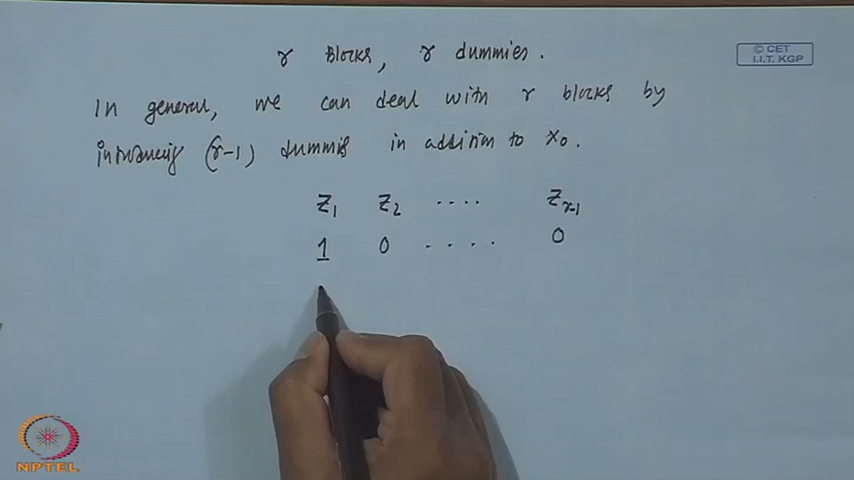 r Blocks, r dummies.
© CET
I.I.T. KGP
In general, we can deal with r blocks by
introducing (r-1) dummies in addition to X₀.
Z₁ Z₂ .... Zᵣ₋₁
1 0 .... 0
NPTEL